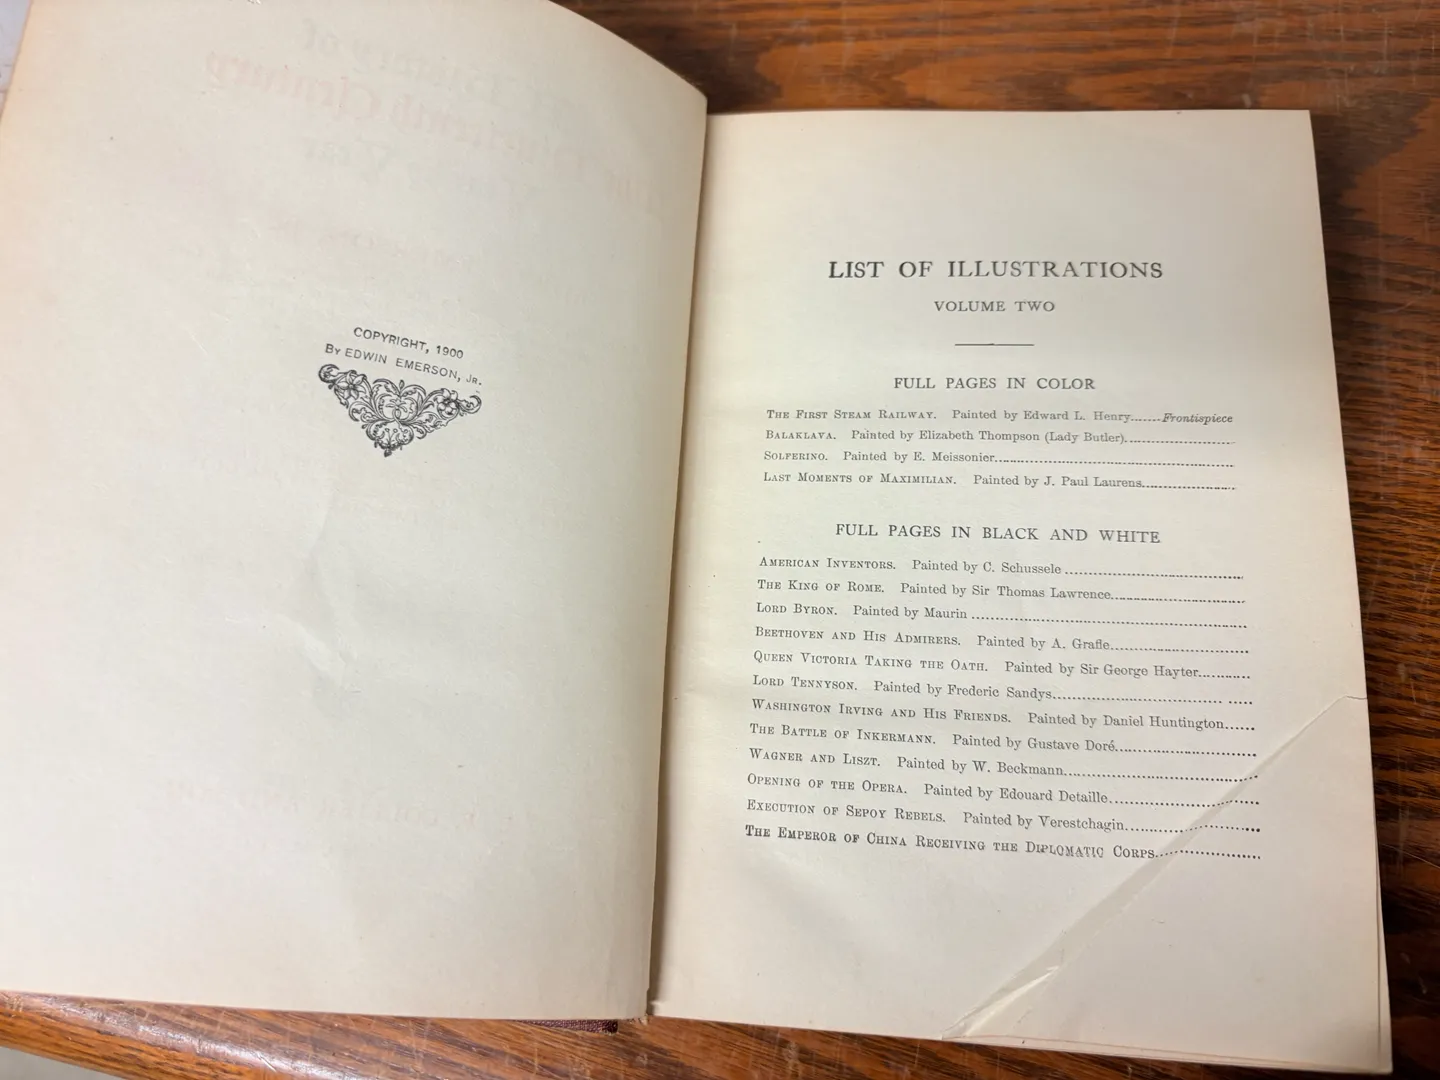 COPYRIGHT, 1900
By EDWIN EMERSON, Jr.
LIST OF ILLUSTRATIONS
VOLUME TWO
FULL PAGES IN COLOR
The First Steam Railway. Painted by Edward L. Henry.......Frontispiece
Balaklava. Painted by Elizabeth Thompson (Lady Butler)..........................
Solferino. Painted by E. Meissonier..........................................................
Last Moments of Maximilian. Painted by J. Paul Laurens.......................
FULL PAGES IN BLACK AND WHITE
American Inventors. Painted by C. Schussele ...........................................
The King of Rome. Painted by Sir Thomas Lawrence................................
Lord Byron. Painted by Maurin .................................................................
Beethoven and His Admirers. Painted by A. Grafle.................................
Queen Victoria Taking the Oath. Painted by Sir George Hayter............
Lord Tennyson. Painted by Frederic Sandys........................................ .....
Washington Irving and His Friends. Painted by Daniel Huntington......
The Battle of Inkermann. Painted by Gustave Doré.................................
Wagner and Liszt. Painted by W. Beckmann.............................................
Opening of the Opera. Painted by Edouard Detaille..................................
Execution of Sepoy Rebels. Painted by Verestchagin................................
The Emperor of China Receiving the Diplomatic Corps.........................